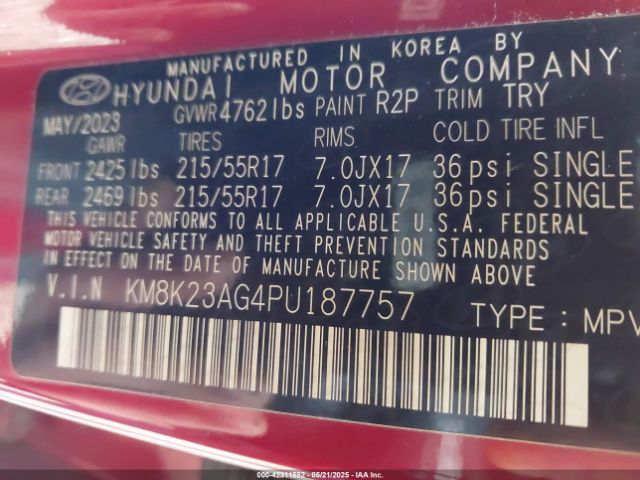 MANUFACTURED IN KOREA BY
HYUNDAI MOTOR COMPANY
MAY/2023 GVWR 4762 lbs PAINT R2P TRIM TRY
GAWR TIRES RIMS COLD TIRE INFL
FRONT 2425 lbs 215/55R17 7.0JX17 36 psi SINGLE
REAR 2469 lbs 215/55R17 7.0JX17 36 psi SINGLE
THIS VEHICLE CONFORMS TO ALL APPLICABLE U.S.A. FEDERAL
MOTOR VEHICLE SAFETY AND THEFT PREVENTION STANDARDS
IN EFFECT ON THE DATE OF MANUFACTURE SHOWN ABOVE
V.I.N KM8K23AG4PU187757 TYPE : MPV
000-42311552 - 05/21/2025 - IAAI.com